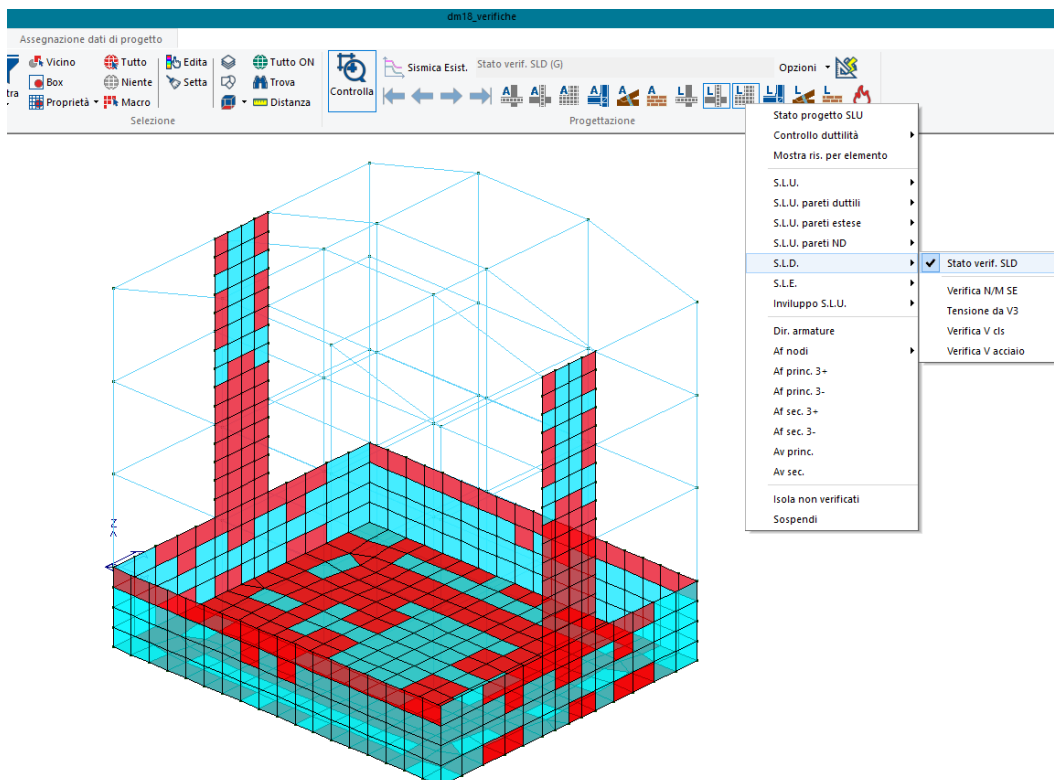 dm18_verifiche
Assegnazione dati di progetto
Vicino Tutto Edita Tutto ON
Box Niente Setta Trova
Proprietà Macro Distanza
Selezione
Controlla
Sismica Esist. Stato verif. SLD (G) Opzioni
A A A A A A L L L L L L
Progettazione
Stato progetto SLU
Controllo duttilità
Mostra ris. per elemento
S.L.U.
S.L.U. pareti duttili
S.L.U. pareti estese
S.L.U. pareti ND
S.L.D.
S.L.E.
Inviluppo S.L.U.
Dir. armature
Af nodi
Af princ. 3+
Af princ. 3-
Af sec. 3+
Af sec. 3-
Av princ.
Av sec.
Isola non verificati
Sospendi
Stato verif. SLD
Verifica N/M SE
Tensione da V3
Verifica V cls
Verifica V acciaio
Z